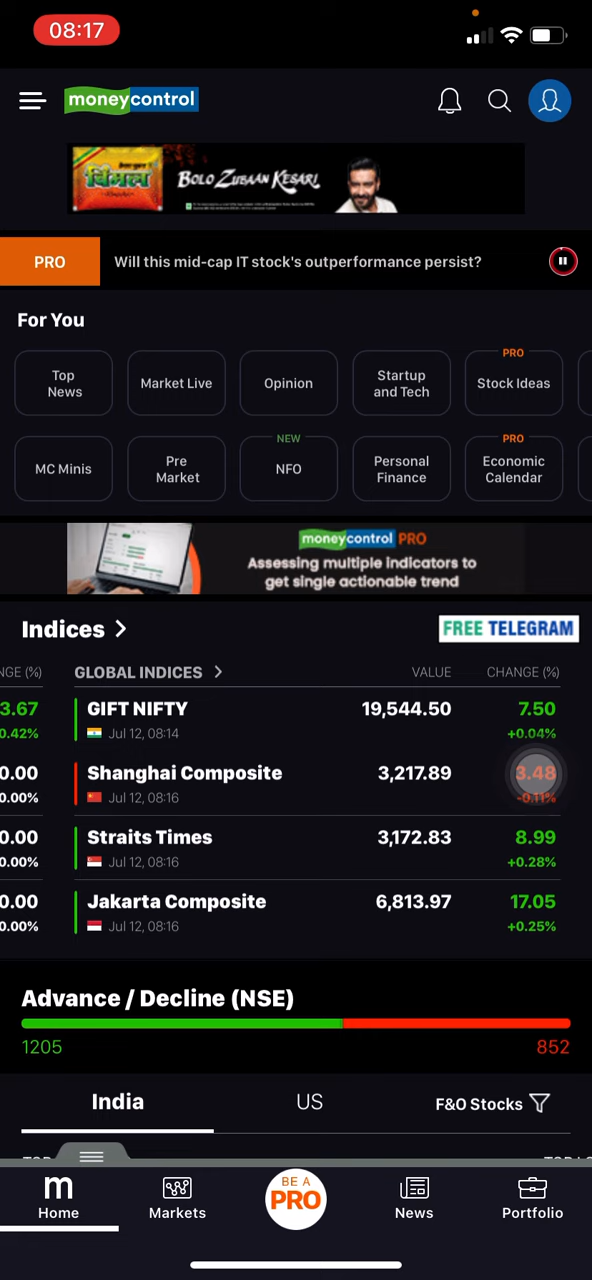 08:17
moneycontrol
विमल
BOLO ZUBAAN KESARI
PRO
Will this mid-cap IT stock's outperformance persist?
For You
Top
News
Market Live
Opinion
Startup
and Tech
PRO
Stock Ideas
MC Minis
Pre
Market
NEW
NFO
Personal
Finance
PRO
Economic
Calendar
moneycontrol PRO
Assessing multiple indicators to
get single actionable trend
Indices
FREE TELEGRAM
NGE (%)
GLOBAL INDICES
VALUE
CHANGE (%)
3.67
GIFT NIFTY
19,544.50
7.50
0.42%
Jul 12, 08:14
+0.04%
0.00
Shanghai Composite
3,217.89
3.48
0.00%
Jul 12, 08:16
-0.11%
0.00
Straits Times
3,172.83
8.99
0.00%
Jul 12, 08:16
+0.28%
0.00
Jakarta Composite
6,813.97
17.05
0.00%
Jul 12, 08:16
+0.25%
Advance / Decline (NSE)
1205
852
India
US
F&O Stocks
m
Home
Markets
BE A
PRO
News
Portfolio